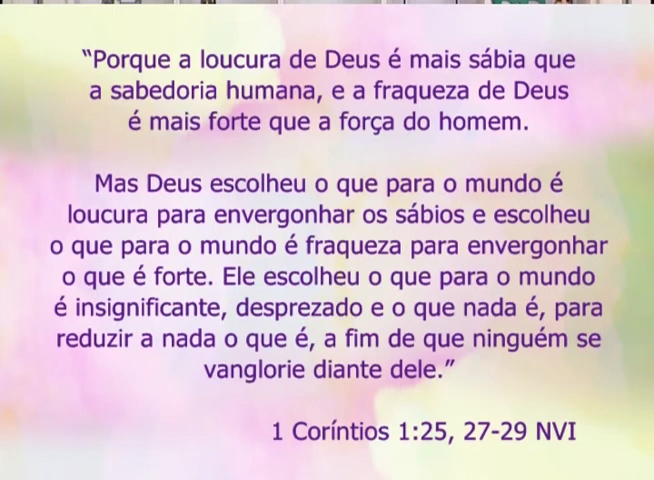 “Porque a loucura de Deus é mais sábia que
a sabedoria humana, e a fraqueza de Deus
é mais forte que a força do homem.
Mas Deus escolheu o que para o mundo é
loucura para envergonhar os sábios e escolheu
o que para o mundo é fraqueza para envergonhar
o que é forte. Ele escolheu o que para o mundo
é insignificante, desprezado e o que nada é, para
reduzir a nada o que é, a fim de que ninguém se
vanglorie diante dele.”
1 Coríntios 1:25, 27-29 NVI